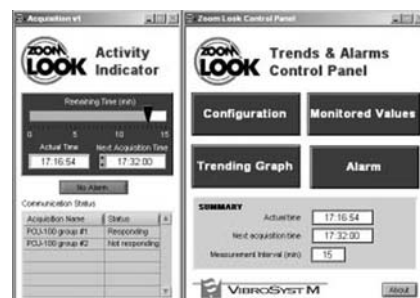 Acquisition v1
ZOOM
LOOK
Activity
Indicator
Remaining Time (min)
0 5 10 15
Actual Time Next Acquisition Time
17:16:54 17:32:00
No Alarm
Communication Status
Acquisition Name Status
PCU-100 group #1 Responding
PCU-100 group #2 Not responding
Zoom Look Control Panel
ZOOM
LOOK
Trends & Alarms
Control Panel
Configuration Monitored Values
Trending Graph Alarm
SUMMARY
Actual time 17:16:54
Next acquisition time 17:32:00
Measurement Interval (min) 15
VIBROSYSTM About